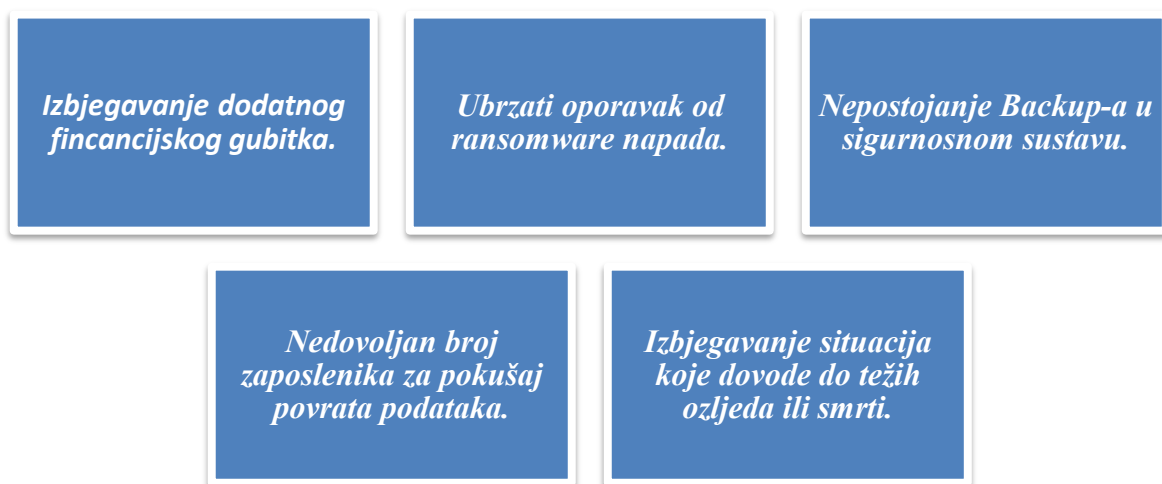 Izbjegavanje dodatnog
fincancijskog gubitka.
Ubrzati oporavak od
ransomware napada.
Nepostojanje Backup-a u
sigurnosnom sustavu.
Nedovoljan broj
zaposlenika za pokušaj
povrata podataka.
Izbjegavanje situacija
koje dovode do težih
ozljeda ili smrti.